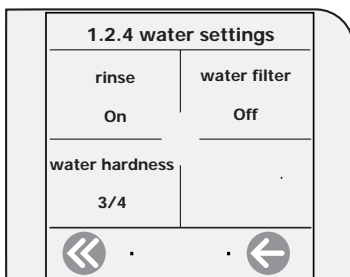 1.2.4 water settings
rinse
On
water filter
Off
water hardness
3/4